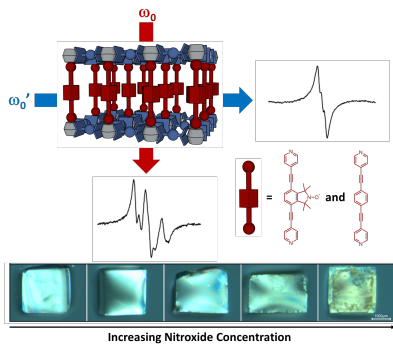 ω₀
ω₀’
N
N
N-O·
=
and
N
N
1000μm
Increasing Nitroxide Concentration